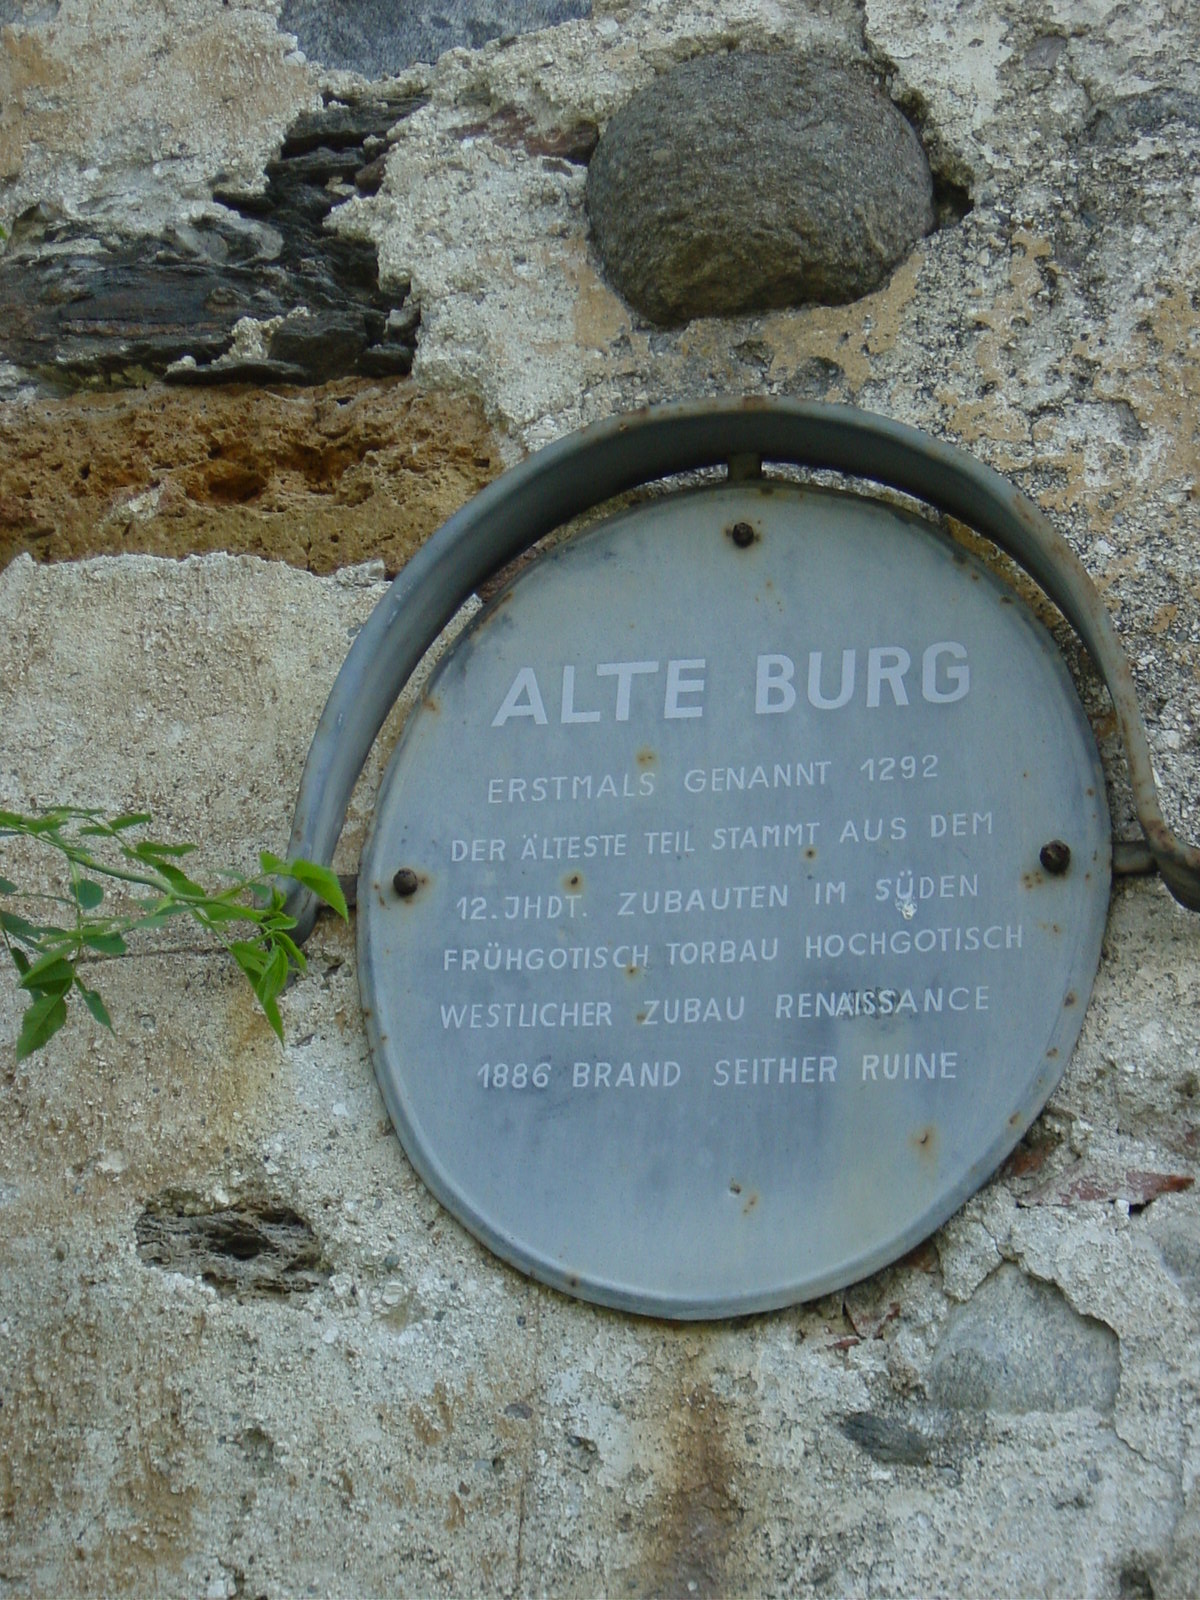 ALTE BURG
ERSTMALS GENANNT 1292
DER ÄLTESTE TEIL STAMMT AUS DEM
12. JHDT. ZUBAUTEN IM SÜDEN
FRÜHGOTISCH TORBAU HOCHGOTISCH
WESTLICHER ZUBAU RENAISSANCE
1886 BRAND SEITHER RUINE